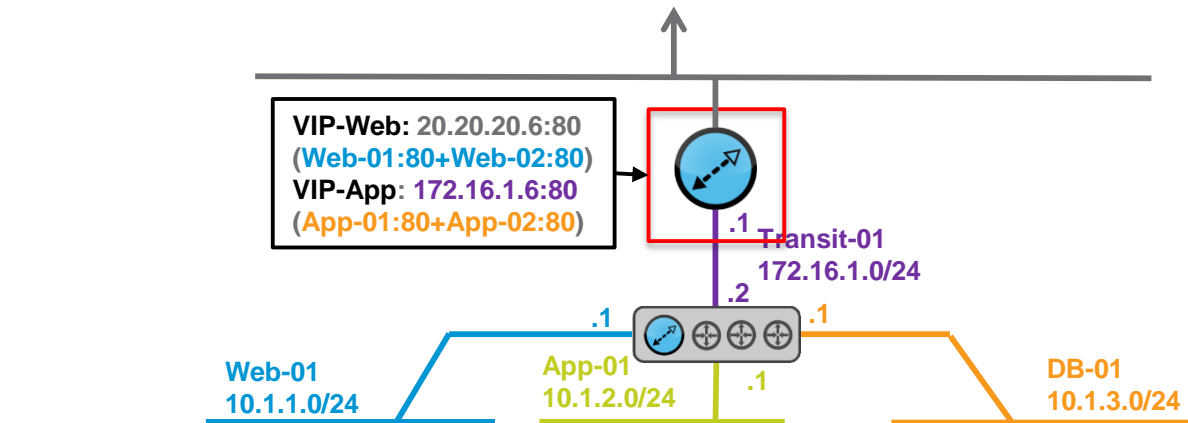 VIP-Web: 20.20.20.6:80
(Web-01:80+Web-02:80)
VIP-App: 172.16.1.6:80
(App-01:80+App-02:80)
.1
Transit-01
172.16.1.0/24
.2
.1
.1
Web-01
10.1.1.0/24
App-01
10.1.2.0/24
.1
DB-01
10.1.3.0/24